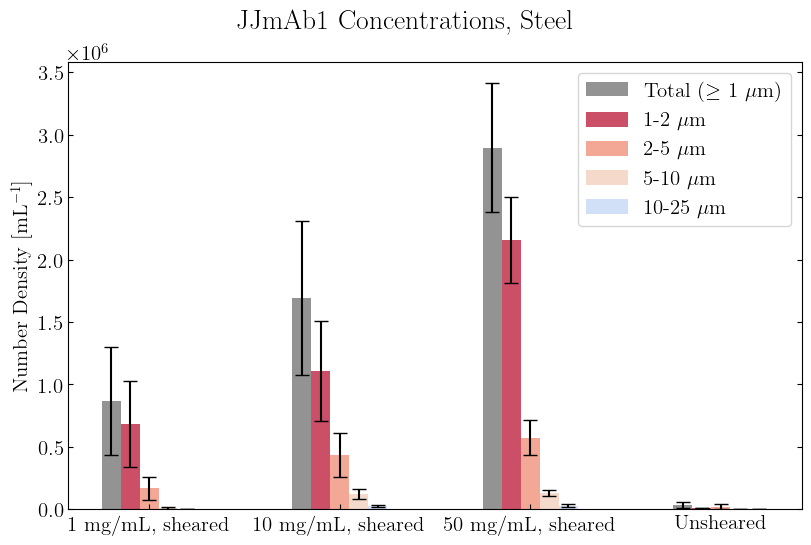 JJmAb1 Concentrations, Steel
×10⁶
3.5
3.0
2.5
2.0
1.5
1.0
0.5
0.0
Number Density [mL⁻¹]
Total (≥ 1 μm)
1-2 μm
2-5 μm
5-10 μm
10-25 μm
1 mg/mL, sheared
10 mg/mL, sheared
50 mg/mL, sheared
Unsheared